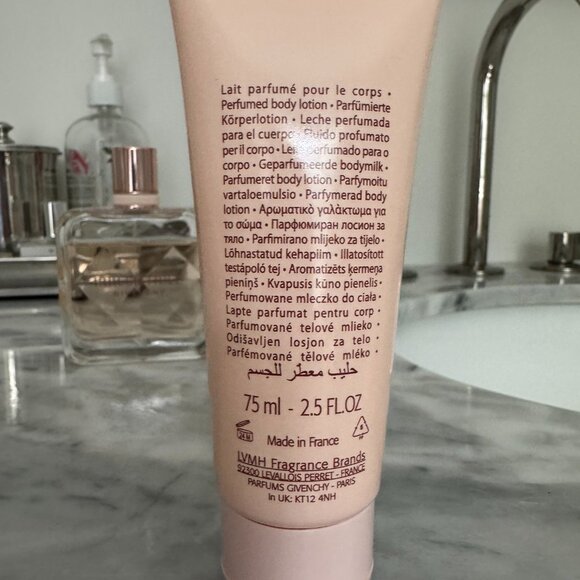 Lait parfumé pour le corps •
Perfumed body lotion • Parfümierte
Körperlotion • Leche perfumada
para el cuerpo • Fluido profumato
per il corpo • Leite perfumado para o
corpo • Geparfumeerde bodymilk •
Parfumeret body lotion • Parfymoitu
vartaloemulsio • Parfymerad body
lotion • Αρωματικὸ γαλάκτωμα για
το σώμα • Парфюмиран лосион за
тяло • Parfimirano mlijeko za tijelo •
Lõhnastatud kehapiim • Illatosított
testápoló tej • Aromatizēts ķermeņa
pieniņš • Kvapusis kūno pienelis •
Perfumowane mleczko do ciała •
Lapte parfumat pentru corp •
Parfumované telové mlieko •
Odišavljen losjon za telo •
Parfémované tělové mléko •
حليب معطر للجسم
75 ml - 2.5 FL.OZ
24 M
Made in France
LVMH Fragrance Brands
92300 LEVALLOIS PERRET - FRANCE
PARFUMS GIVENCHY - PARIS
In UK: KT12 4NH